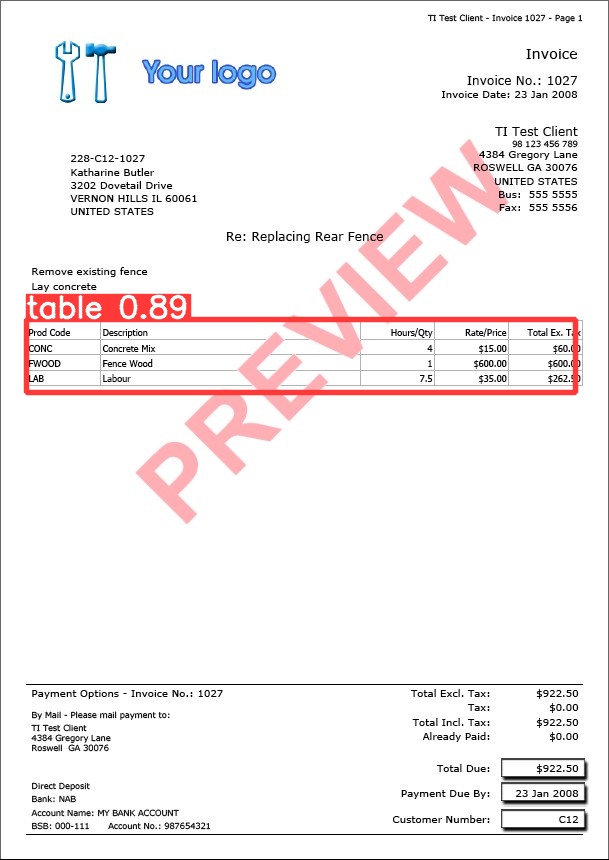 TI Test Client - Invoice 1027 - Page 1
Your logo
Invoice
Invoice No.: 1027
Invoice Date: 23 Jan 2008
TI Test Client
98 123 456 789
4384 Gregory Lane
ROSWELL GA 30076
UNITED STATES
Bus: 555 5555
Fax: 555 5556
228-C12-1027
Katharine Butler
3202 Dovetail Drive
VERNON HILLS IL 60061
UNITED STATES
Re: Replacing Rear Fence
PREVIEW
Remove existing fence
Lay concrete
table 0.89
Prod Code Description Hours/Qty Rate/Price Total Ex. Tax
CONC Concrete Mix 4 $15.00 $60.00
FWOOD Fence Wood 1 $600.00 $600.00
LAB Labour 7.5 $35.00 $262.50
Payment Options - Invoice No.: 1027
By Mail - Please mail payment to:
TI Test Client
4384 Gregory Lane
Roswell GA 30076
Direct Deposit
Bank: NAB
Account Name: MY BANK ACCOUNT
BSB: 000-111 Account No.: 987654321
Total Excl. Tax: $922.50
Tax: $0.00
Total Incl. Tax: $922.50
Already Paid: $0.00
Total Due: $922.50
Payment Due By: 23 Jan 2008
Customer Number: C12